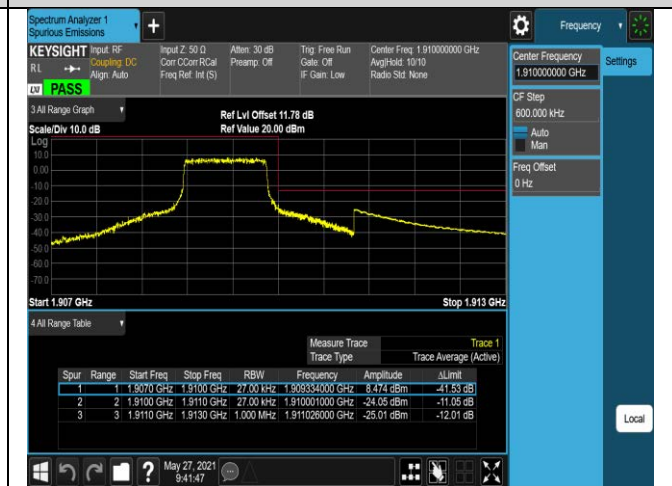 Spectrum Analyzer 1
Spurious Emissions
+
Frequency
KEYSIGHT Input: RF Input Z: 50 Ω Atten: 30 dB Trig: Free Run Center Freq: 1.910000000 GHz
RL Coupling: DC Corr CCorr RCal Preamp: Off Gate: Off Avg|Hold: 10/10
Align: Auto Freq Ref: Int (S) IF Gain: Low Radio Std: None
LXI PASS
Center Frequency
1.910000000 GHz
Settings
CF Step
600.000 kHz
Auto
Man
Freq Offset
0 Hz
3 All Range Graph
Ref Lvl Offset 11.78 dB
Scale/Div 10.0 dB Ref Value 20.00 dBm
Log
10.0
0.00
-10.0
-20.0
-30.0
-40.0
-50.0
-60.0
-70.0
Start 1.907 GHz Stop 1.913 GHz
4 All Range Table
Measure Trace Trace 1
Trace Type Trace Average (Active)
Spur Range Start Freq Stop Freq RBW Frequency Amplitude ΔLimit
1 1 1.9070 GHz 1.9100 GHz 27.00 kHz 1.909334000 GHz 8.474 dBm -41.53 dB
2 2 1.9100 GHz 1.9110 GHz 27.00 kHz 1.910001000 GHz -24.05 dBm -11.05 dB
3 3 1.9110 GHz 1.9130 GHz 1.000 MHz 1.911026000 GHz -25.01 dBm -12.01 dB
Local
?
May 27, 2021
9:41:47